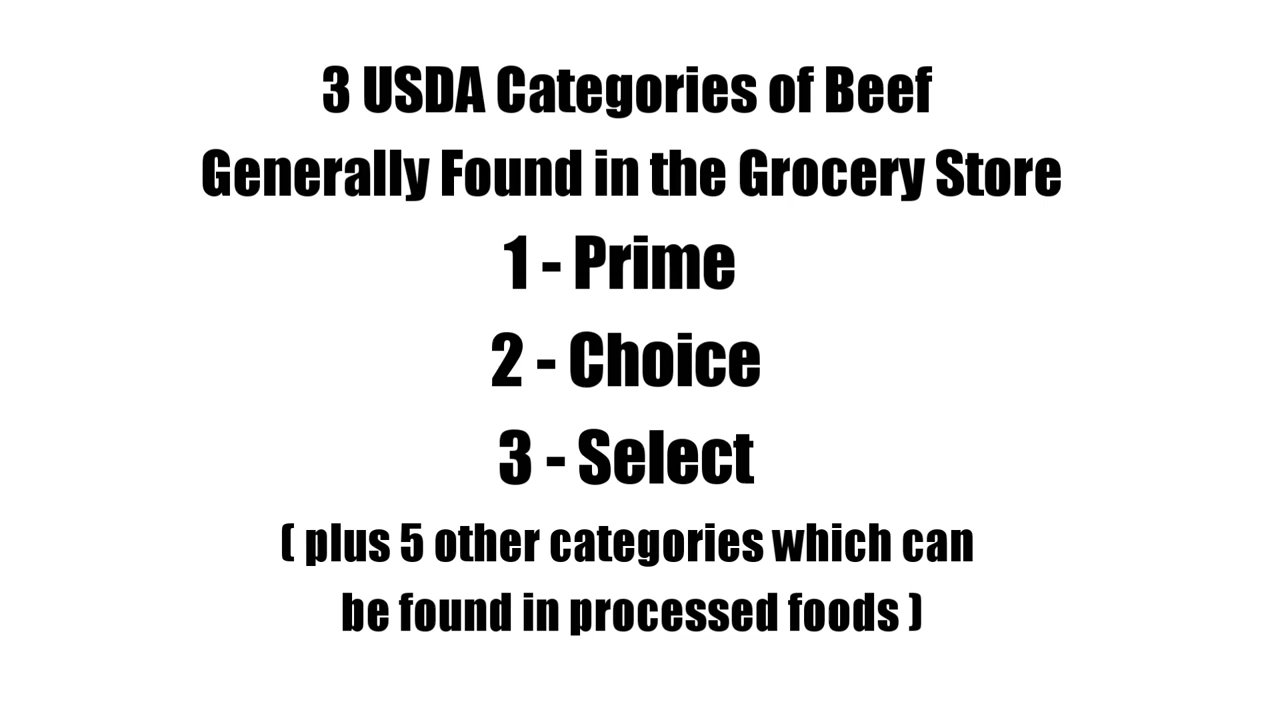 3 USDA Categories of Beef
Generally Found in the Grocery Store
1 - Prime
2 - Choice
3 - Select
( plus 5 other categories which can
be found in processed foods )